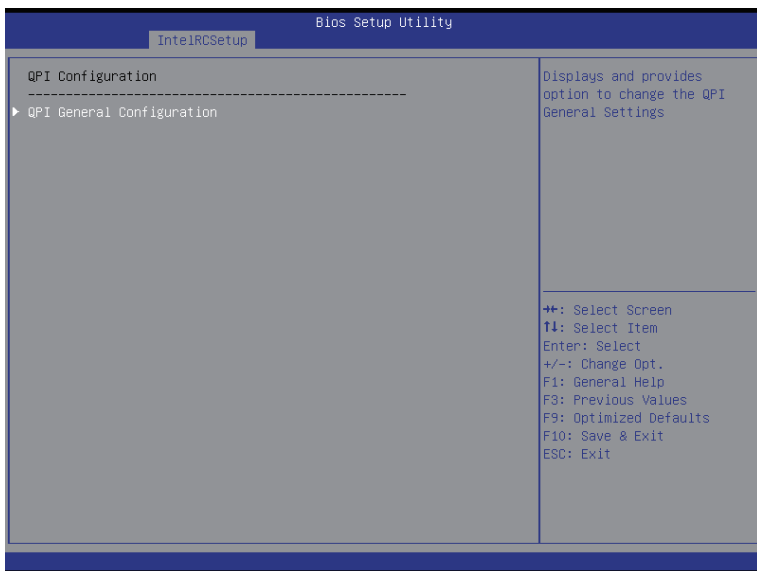 Bios Setup Utility
IntelRCSetup
QPI Configuration
--------------------------------------------------
QPI General Configuration
Displays and provides
option to change the QPI
General Settings
→←: Select Screen
↑↓: Select Item
Enter: Select
+/-: Change Opt.
F1: General Help
F3: Previous Values
F9: Optimized Defaults
F10: Save & Exit
ESC: Exit